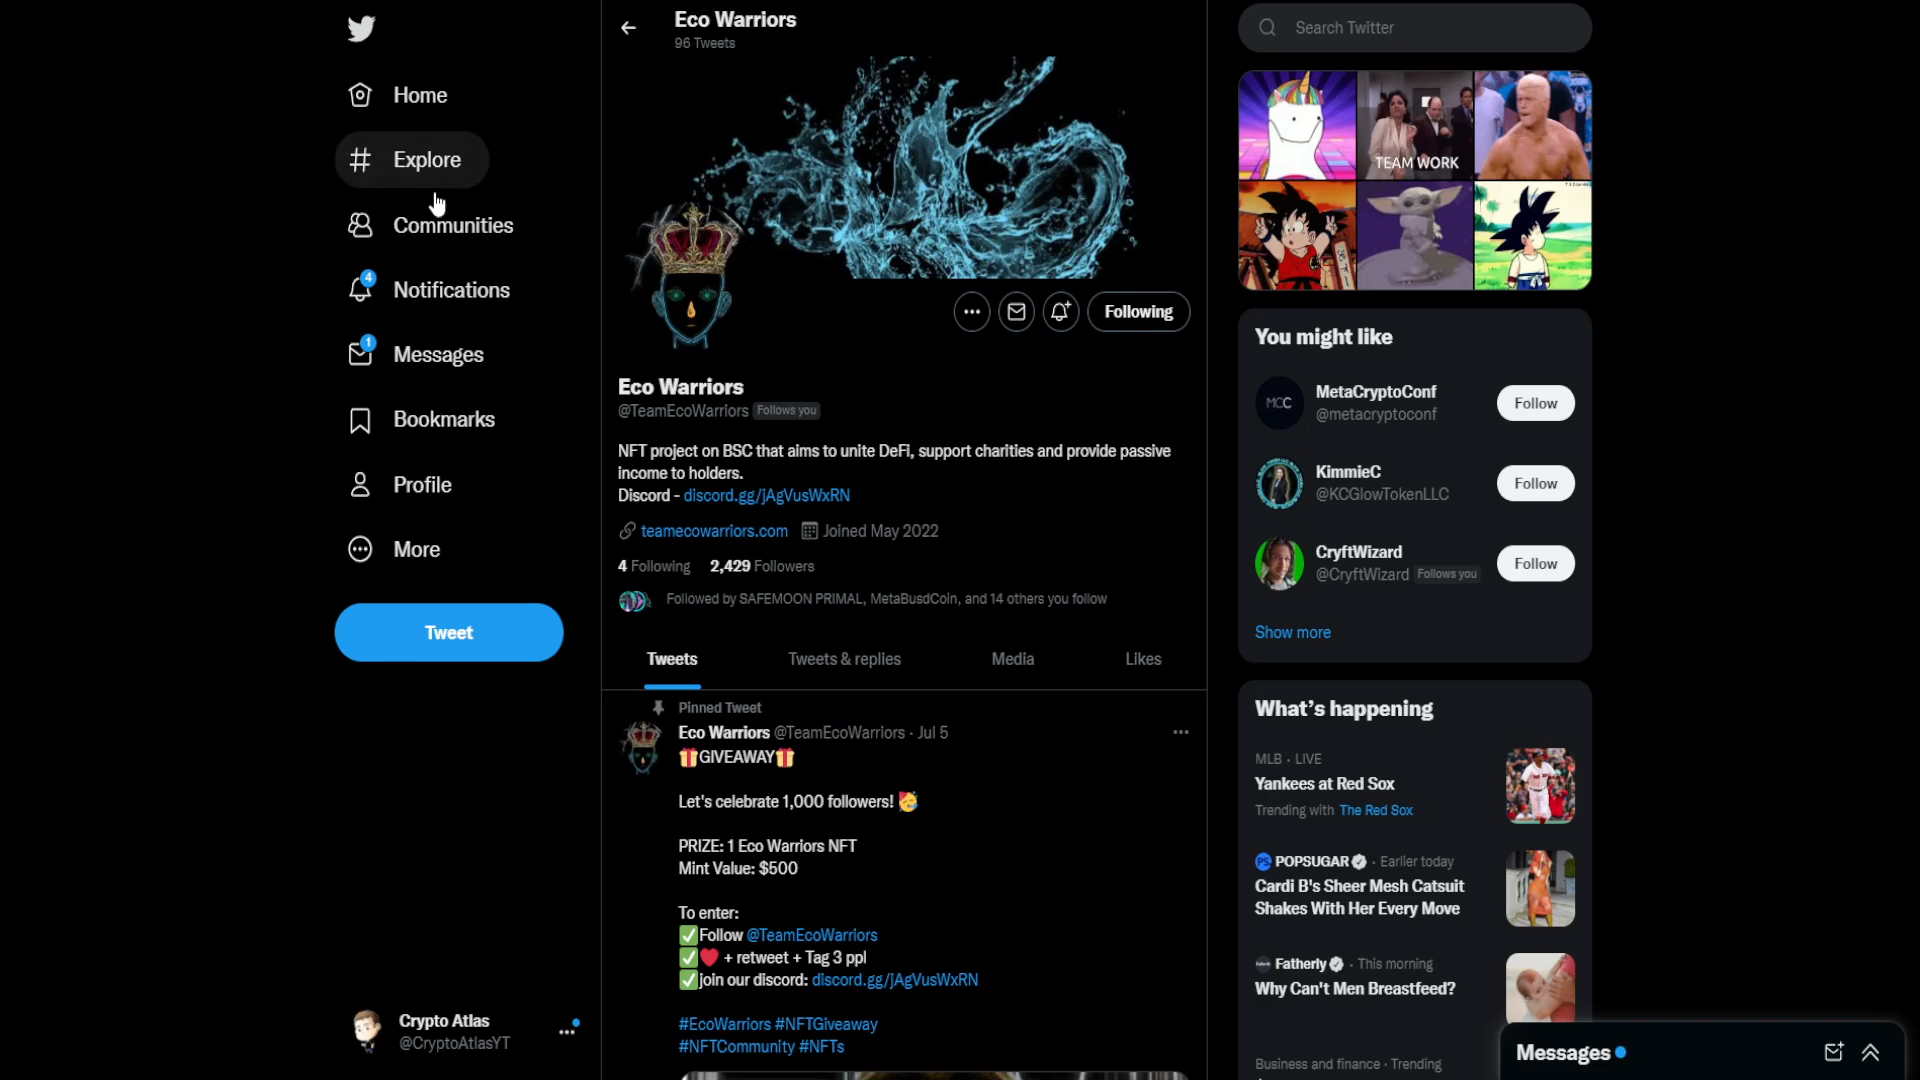 Home
Explore
Communities
4
Notifications
1
Messages
Bookmarks
Profile
More
Tweet
Crypto Atlas
@CryptoAtlasYT
Eco Warriors
96 Tweets
Following
Eco Warriors
@TeamEcoWarriors Follows you
NFT project on BSC that aims to unite DeFI, support charities and provide passive
income to holders.
Discord - discord.gg/jAgVusWxRN
teamecowarriors.com Joined May 2022
4 Following 2,429 Followers
Followed by SAFEMOON PRIMAL, MetaBusdCoin, and 14 others you follow
Tweets Tweets & replies Media Likes
Pinned Tweet
Eco Warriors @TeamEcoWarriors · Jul 5
🎁GIVEAWAY🎁
Let's celebrate 1,000 followers! 🥳
PRIZE: 1 Eco Warriors NFT
Mint Value: $500
To enter:
✅Follow @TeamEcoWarriors
✅❤️ + retweet + Tag 3 ppl
✅join our discord: discord.gg/jAgVusWxRN
#EcoWarriors #NFTGiveaway
#NFTCommunity #NFTs
Search Twitter
TEAM WORK
You might like
MCC
MetaCryptoConf
@metacryptoconf
Follow
KimmieC
@KCGlowTokenLLC
Follow
CryftWizard
@CryftWizard Follows you
Follow
Show more
What's happening
MLB · LIVE
Yankees at Red Sox
Trending with The Red Sox
PS POPSUGAR · Earlier today
Cardi B's Sheer Mesh Catsuit
Shakes With Her Every Move
Fatherly · This morning
Why Can't Men Breastfeed?
Business and finance · Trending
Messages